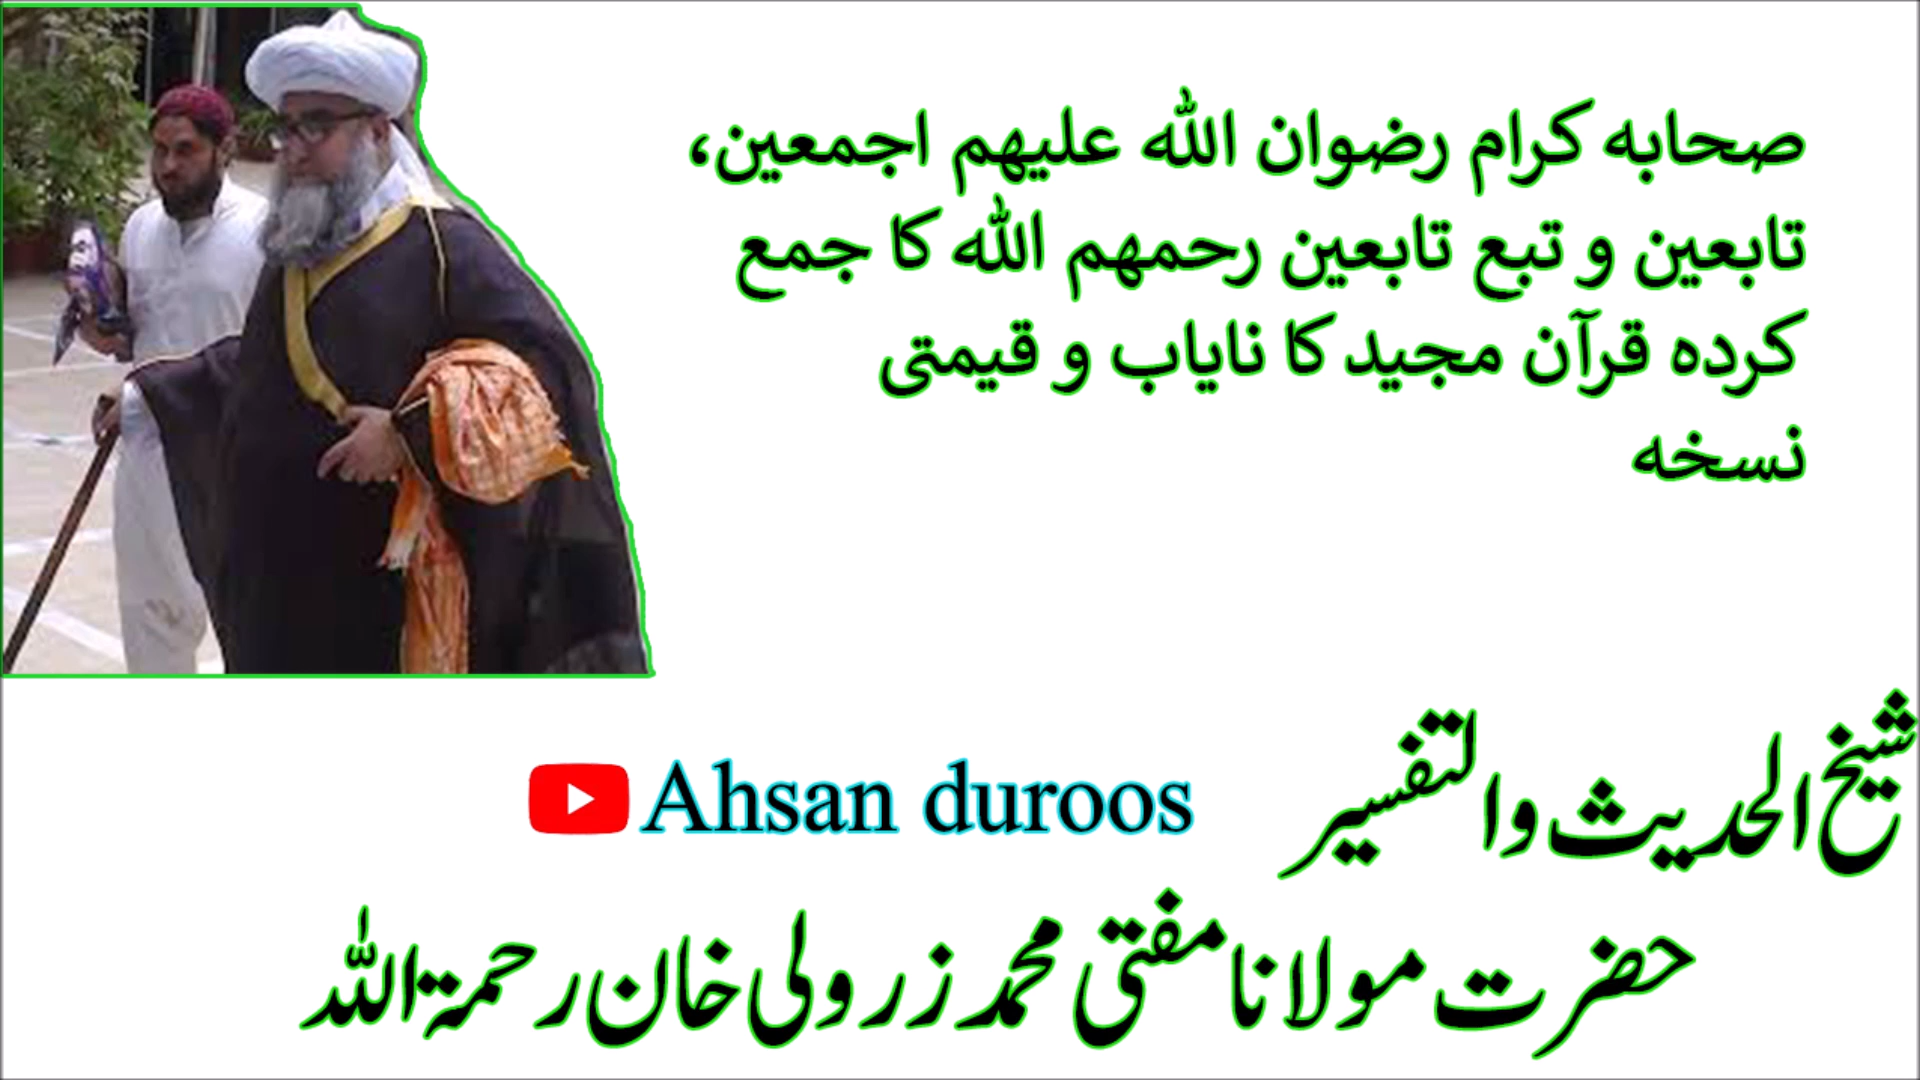 صحابہ کرام رضوان اللہ علیھم اجمعین،
تابعین و تبع تابعین رحمھم اللہ کا جمع
کردہ قرآن مجید کا نایاب و قیمتی
نسخہ
شیخ الحدیث والتفسیر
Ahsan duroos
حضرت مولانا مفتی محمد زرولی خان رحمۃ اللہ